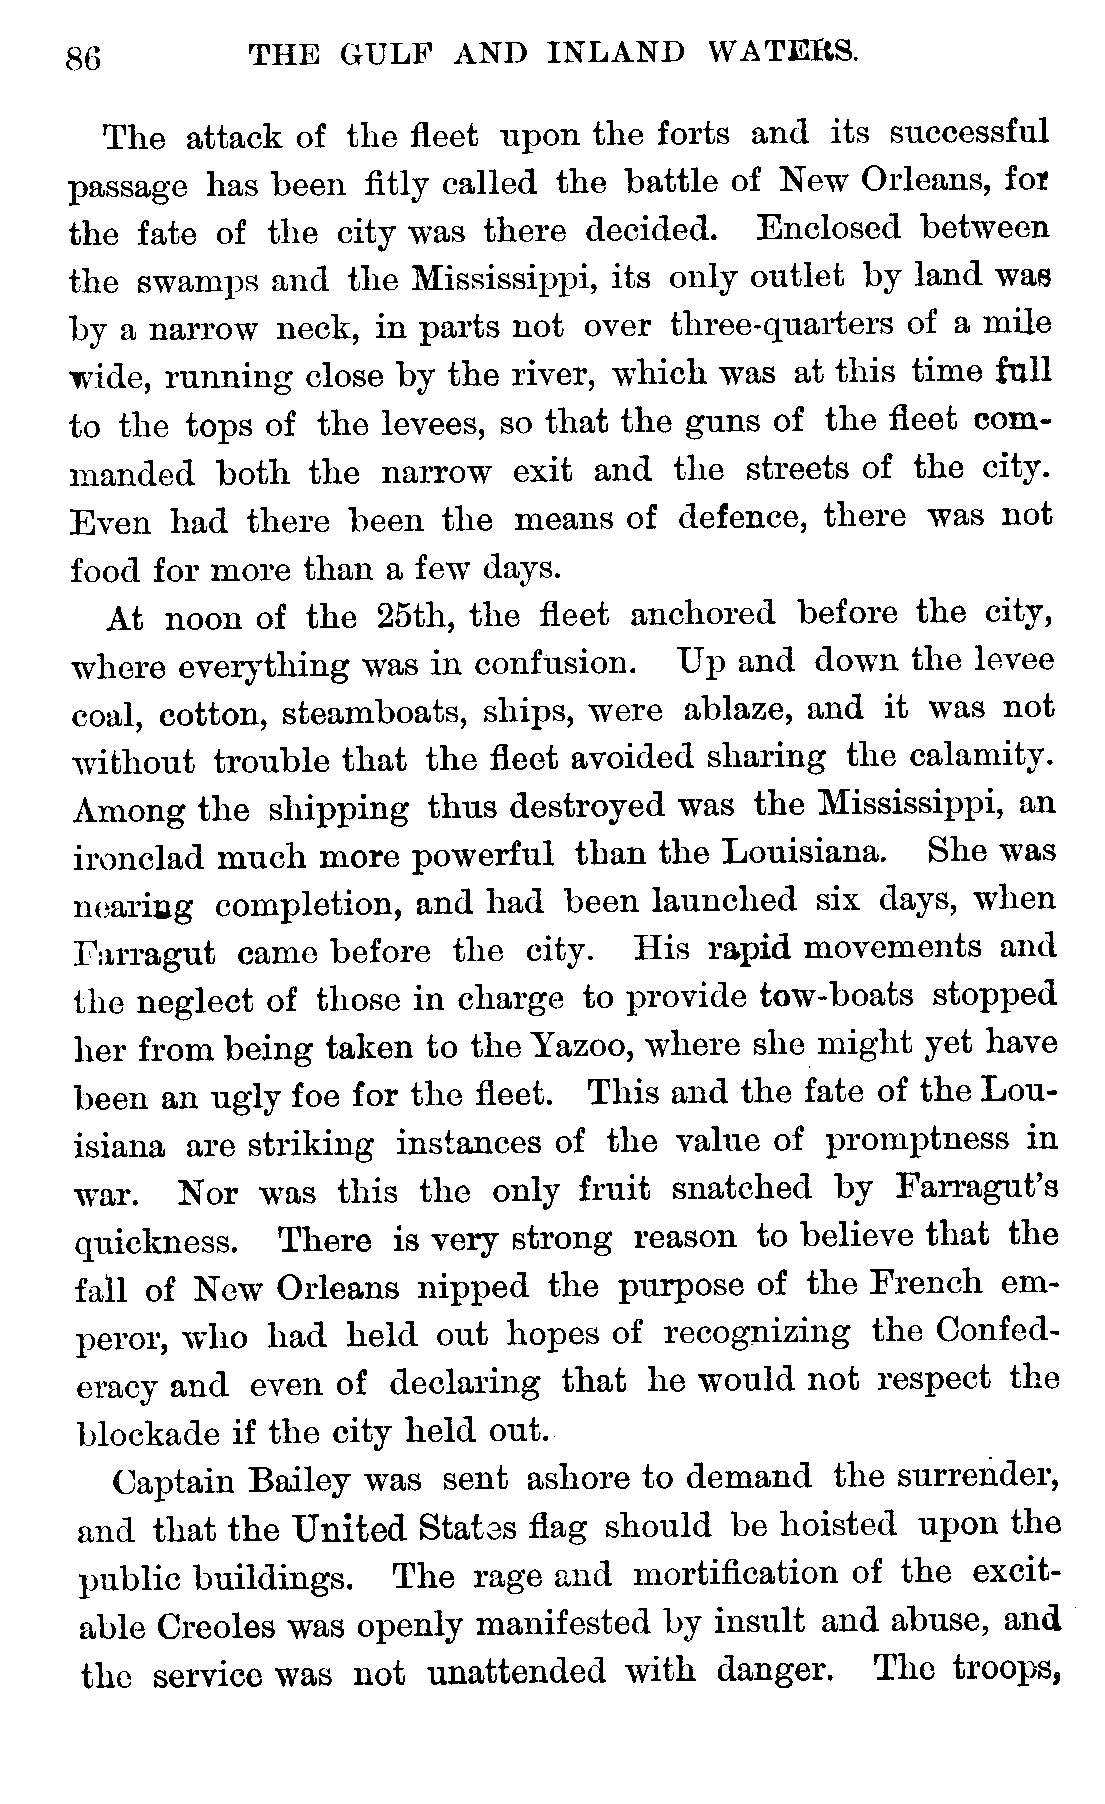 86 THE GULF AND INLAND WATERS.
The attack of the fleet upon the forts and its successful
passage has been fitly called the battle of New Orleans, for
the fate of the city was there decided. Enclosed between
the swamps and the Mississippi, its only outlet by land was
by a narrow neck, in parts not over three-quarters of a mile
wide, running close by the river, which was at this time full
to the tops of the levees, so that the guns of the fleet com-
manded both the narrow exit and the streets of the city.
Even had there been the means of defence, there was not
food for more than a few days.
At noon of the 25th, the fleet anchored before the city,
where everything was in confusion. Up and down the levee
coal, cotton, steamboats, ships, were ablaze, and it was not
without trouble that the fleet avoided sharing the calamity.
Among the shipping thus destroyed was the Mississippi, an
ironclad much more powerful than the Louisiana. She was
nearing completion, and had been launched six days, when
Farragut came before the city. His rapid movements and
the neglect of those in charge to provide tow-boats stopped
her from being taken to the Yazoo, where she might yet have
been an ugly foe for the fleet. This and the fate of the Lou-
isiana are striking instances of the value of promptness in
war. Nor was this the only fruit snatched by Farragut's
quickness. There is very strong reason to believe that the
fall of New Orleans nipped the purpose of the French em-
peror, who had held out hopes of recognizing the Confed-
eracy and even of declaring that he would not respect the
blockade if the city held out.
Captain Bailey was sent ashore to demand the surrender,
and that the United States flag should be hoisted upon the
public buildings. The rage and mortification of the excit-
able Creoles was openly manifested by insult and abuse, and
the service was not unattended with danger. The troops,